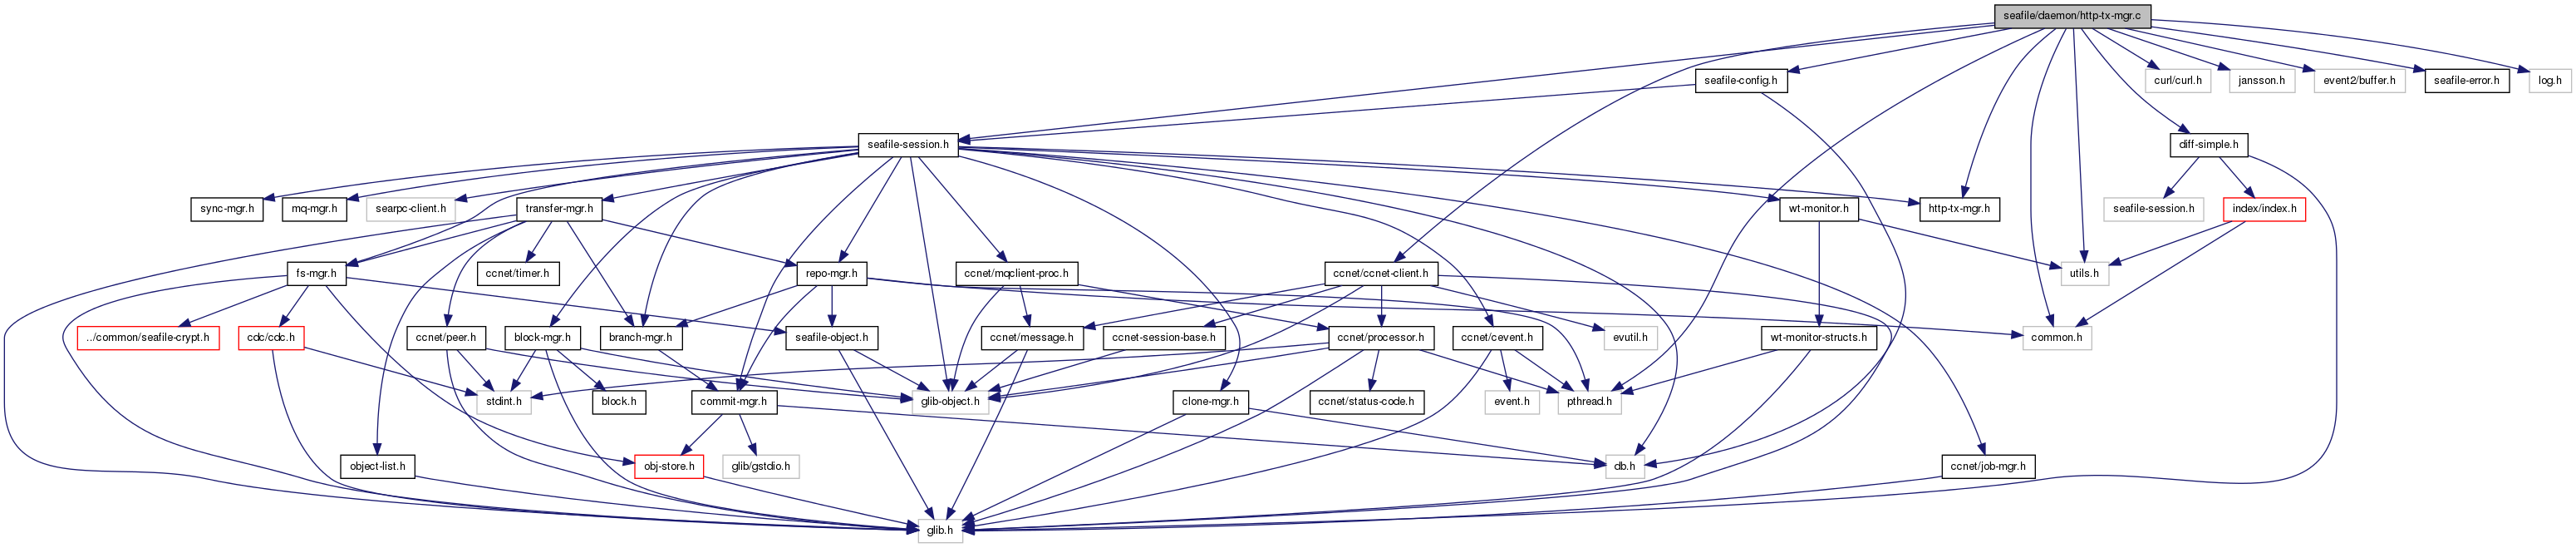 seafile/daemon/http-tx-mgr.c
seafile-config.h
curl/curl.h
jansson.h
event2/buffer.h
seafile-error.h
log.h
seafile-session.h
diff-simple.h
sync-mgr.h
mq-mgr.h
searpc-client.h
transfer-mgr.h
wt-monitor.h
http-tx-mgr.h
seafile-session.h
index/index.h
fs-mgr.h
ccnet/timer.h
repo-mgr.h
ccnet/mqclient-proc.h
ccnet/ccnet-client.h
utils.h
../common/seafile-crypt.h
cdc/cdc.h
ccnet/peer.h
block-mgr.h
branch-mgr.h
seafile-object.h
ccnet/message.h
ccnet-session-base.h
ccnet/processor.h
ccnet/cevent.h
evutil.h
wt-monitor-structs.h
common.h
stdint.h
block.h
commit-mgr.h
glib-object.h
clone-mgr.h
ccnet/status-code.h
event.h
pthread.h
object-list.h
obj-store.h
glib/gstdio.h
db.h
ccnet/job-mgr.h
glib.h